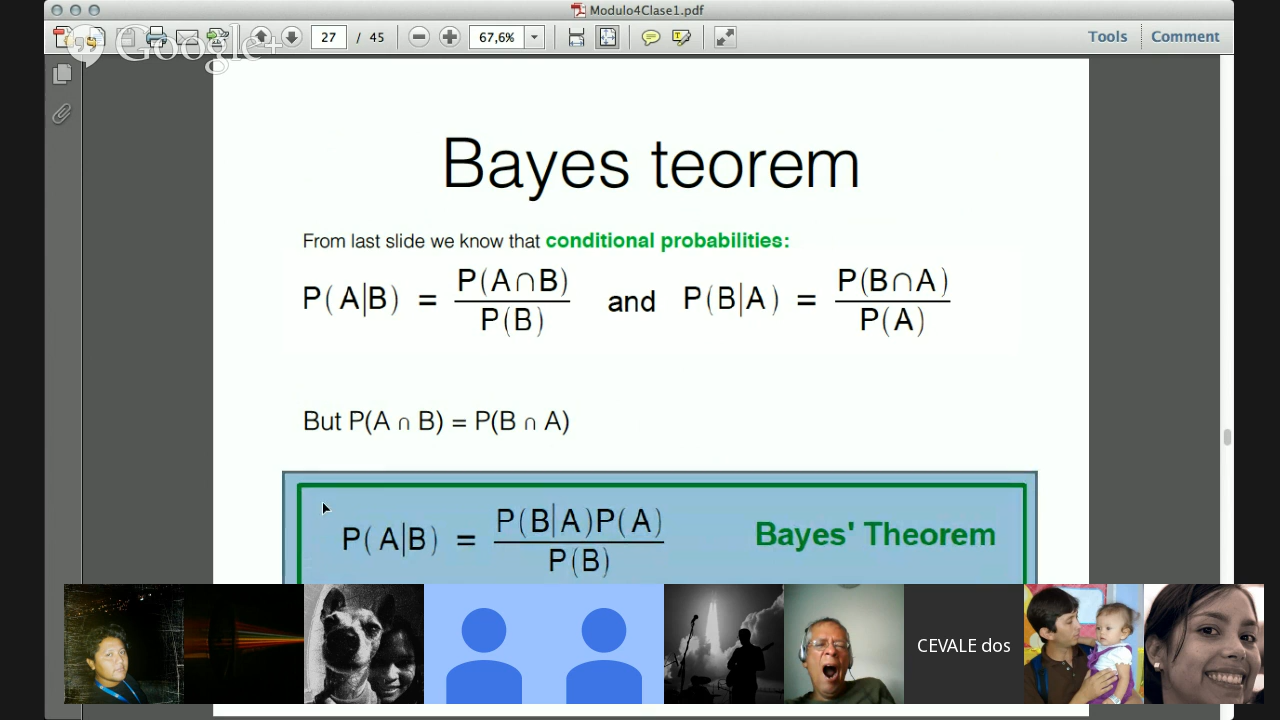 Modulo4Clase1.pdf
Google+
27 / 45
67,6%
Tools
Comment
Bayes teorem
From last slide we know that conditional probabilities:
P(A|B) = P(A∩B) / P(B) and P(B|A) = P(B∩A) / P(A)
But P(A ∩ B) = P(B ∩ A)
P(A|B) = P(B|A)P(A) / P(B) Bayes' Theorem
CEVALE dos